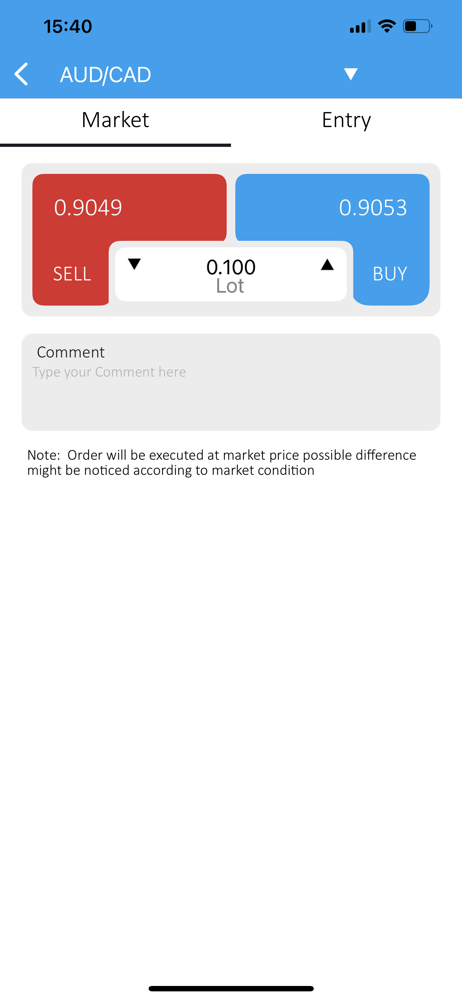 15:40
AUD/CAD
Market
Entry
0.9049
0.9053
SELL
0.100
Lot
BUY
Comment
Type your Comment here
Note:  Order will be executed at market price possible difference
might be noticed according to market condition